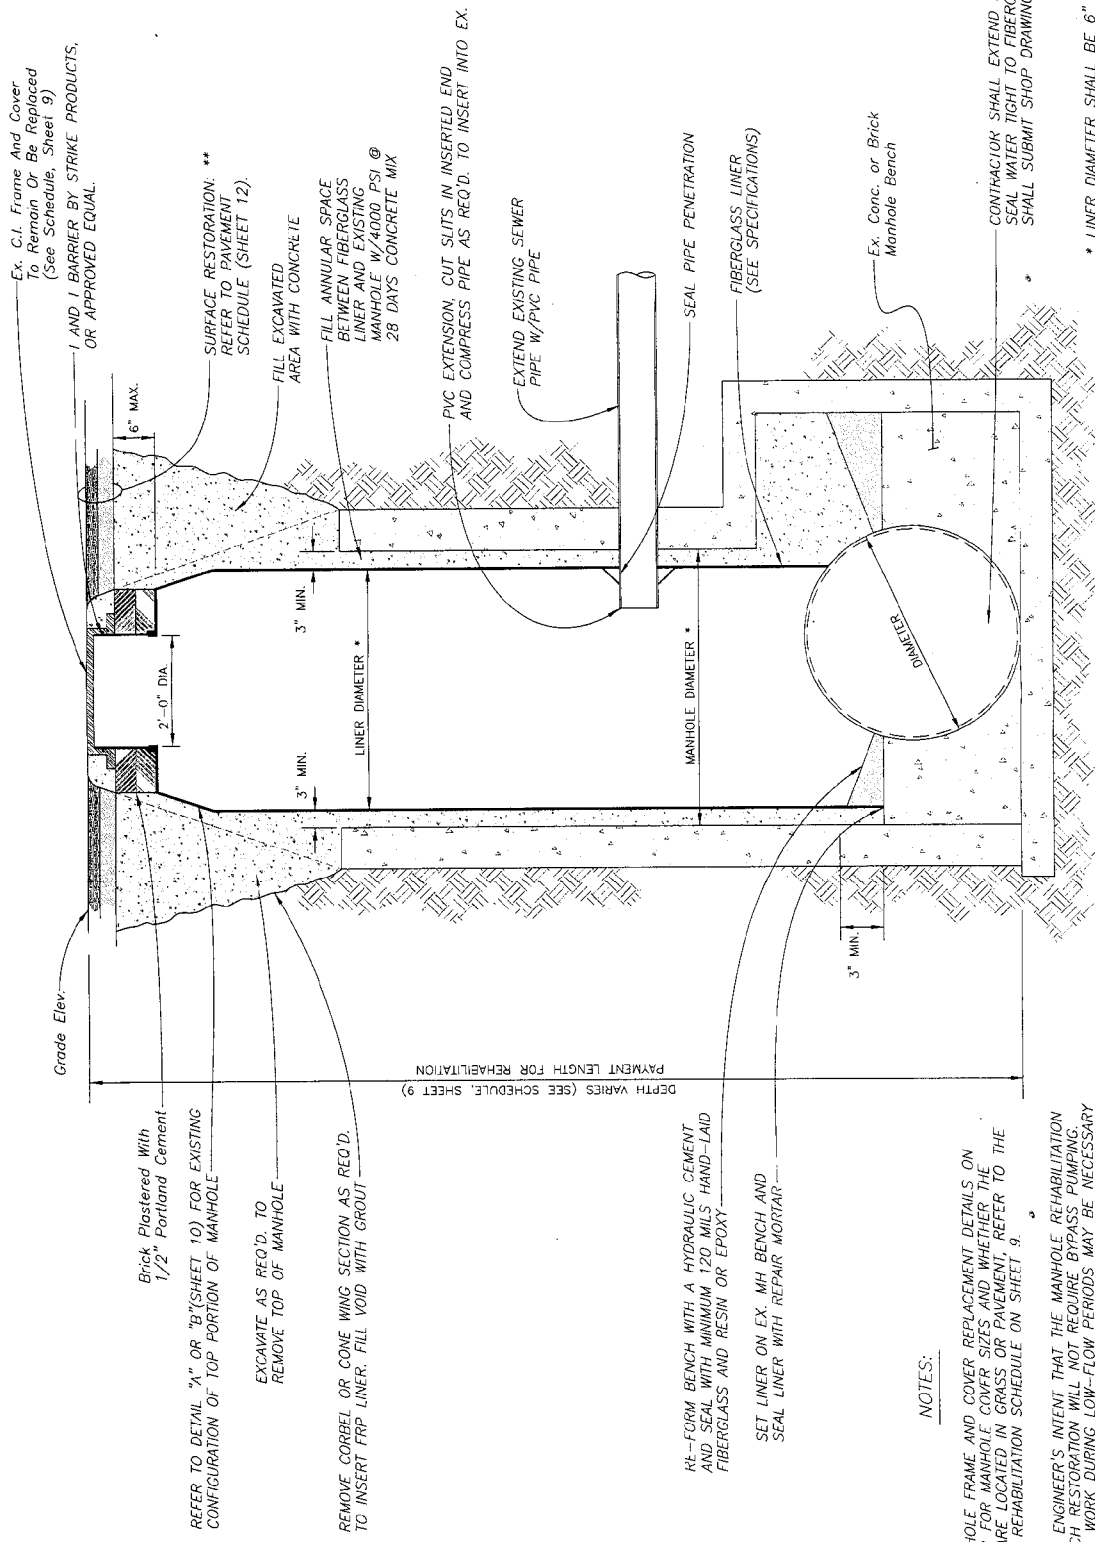 Grade Elev.
Ex. C.I. Frame And Cover
To Remain Or Be Replaced
(See Schedule, Sheet 9)
I AND I BARRIER BY STRIKE PRODUCTS,
OR APPROVED EQUAL.
Brick Plastered With
1/2" Portland Cement
REFER TO DETAIL "A" OR "B"(SHEET 10) FOR EXISTING
CONFIGURATION OF TOP PORTION OF MANHOLE
EXCAVATE AS REQ'D. TO
REMOVE TOP OF MANHOLE
REMOVE CORBEL OR CONE WING SECTION AS REQ'D.
TO INSERT FRP LINER. FILL VOID WITH GROUT
2'-0" DIA.
6" MAX.
SURFACE RESTORATION: **
REFER TO PAVEMENT
SCHEDULE (SHEET 12).
FILL EXCAVATED
AREA WITH CONCRETE
3" MIN.
LINER DIAMETER *
3" MIN.
FILL ANNULAR SPACE
BETWEEN FIBERGLASS
LINER AND EXISTING
MANHOLE W/4000 PSI @
28 DAYS CONCRETE MIX
PVC EXTENSION, CUT SLITS IN INSERTED END
AND COMPRESS PIPE AS REQ'D. TO INSERT INTO EX.
EXTEND EXISTING SEWER
PIPE W/PVC PIPE
DEPTH VARIES (SEE SCHEDULE, SHEET 9)
PAYMENT LENGTH FOR REHABILITATION
MANHOLE DIAMETER *
SEAL PIPE PENETRATION
FIBERGLASS LINER
(SEE SPECIFICATIONS)
RE-FORM BENCH WITH A HYDRAULIC CEMENT
AND SEAL WITH MINIMUM 120 MILS HAND-LAID
FIBERGLASS AND RESIN OR EPOXY
SET LINER ON EX. MH BENCH AND
SEAL LINER WITH REPAIR MORTAR
3" MIN.
DIAMETER
Ex. Conc. or Brick
Manhole Bench
CONTRACTOR SHALL EXTEND
SEAL WATER TIGHT TO FIBERG
SHALL SUBMIT SHOP DRAWING
NOTES:
HOLE FRAME AND COVER REPLACEMENT DETAILS ON
FOR MANHOLE COVER SIZES AND WHETHER THE
ARE LOCATED IN GRASS OR PAVEMENT, REFER TO THE
REHABILITATION SCHEDULE ON SHEET 9.
ENGINEER'S INTENT THAT THE MANHOLE REHABILITATION
CH RESTORATION WILL NOT REQUIRE BYPASS PUMPING.
WORK DURING LOW-FLOW PERIODS MAY BE NECESSARY
* LINER DIAMETER SHALL BE 6"